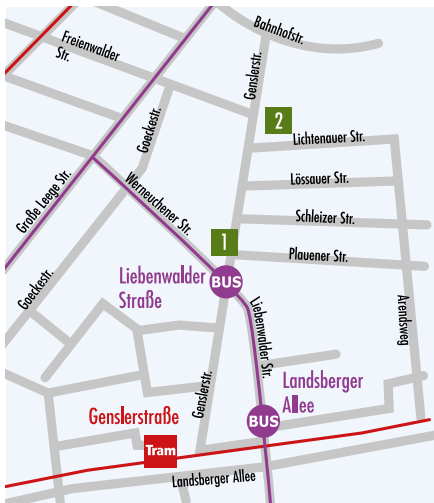 Bahnhofstr.
Freienwalder
Str.
Genslerstr.
Goeckestr.
2
Lichtenauer Str.
Lössauer Str.
Große Leege Str.
Werneuchener Str.
Schleizer Str.
1
Plauener Str.
Goeckestr.
Liebenwalder
Straße
BUS
Liebenwalder Str.
Arendsweg
Genslerstr.
Landsberger
Allee
BUS
Genslerstraße
Tram
Landsberger Allee